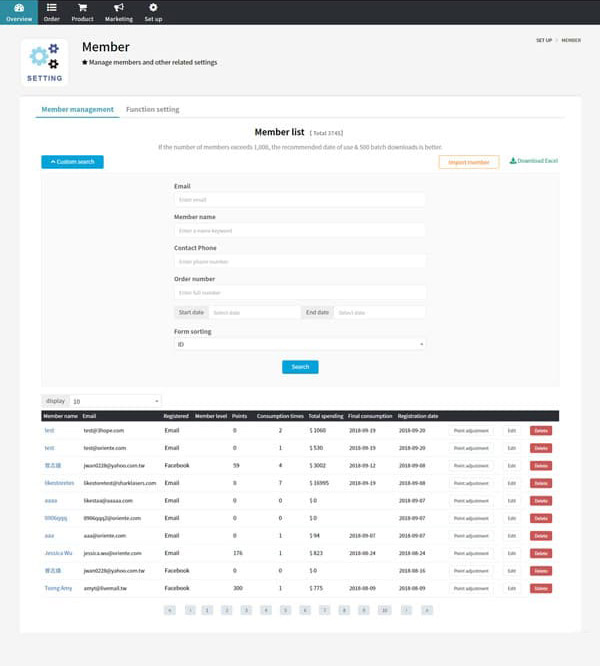 Overview Order Product Marketing Set up
SETTING
Member
Manage members and other related settings
SET UP / MEMBER
Member management Function setting
Member list [ Total 3745]
If the number of members exceeds 1,000, the recommended date of use & 500 batch downloads is better.
Custom search Import member Download Excel
Email
Enter email
Member name
Enter a name keyword
Contact Phone
Enter phone number
Order number
Enter full number
Start date Select date End date Select date
Form sorting
ID
Search
display 10
Member name Email Registered Member level Points Consumption times Total spending Final consumption Registration date
test test@3hope.com Email 0 2 $ 1060 2018-09-19 2018-09-20 Point adjustment Edit Delete
test test@oriente.com Email 0 1 $ 530 2018-09-19 2018-09-20 Point adjustment Edit Delete
jwan0228@yahoo.com.tw Facebook 59 4 $ 3002 2018-09-12 2018-09-08 Point adjustment Edit Delete
likestoretes likestoretest@sharklasers.com Email 0 7 $ 16995 2018-09-19 2018-09-08 Point adjustment Edit Delete
aaaa likestaa@aaaaa.com Email 0 0 $ 0 2018-09-07 Point adjustment Edit Delete
0906qqq 0906qqq2@oriente.com Email 0 0 $ 0 2018-09-07 Point adjustment Edit Delete
aaa aaa@oriente.com Email 0 1 $ 94 2018-09-07 2018-09-07 Point adjustment Edit Delete
Jessica Wu jessica.wu@oriente.com Email 176 1 $ 823 2018-08-24 2018-08-24 Point adjustment Edit Delete
jwan0228@yahoo.com.tw Facebook 0 0 $ 0 2018-08-16 Point adjustment Edit Delete
Tseng Amy amyt@livemail.tw Facebook 300 1 $ 775 2018-08-09 2018-08-09 Point adjustment Edit Delete
« ‹ 1 2 3 4 5 6 7 8 9 10 › »